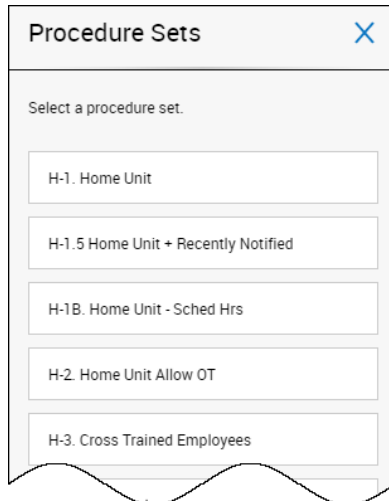 Procedure Sets
Select a procedure set.
H-1. Home Unit
H-1.5 Home Unit + Recently Notified
H-1B. Home Unit - Sched Hrs
H-2. Home Unit Allow OT
H-3. Cross Trained Employees